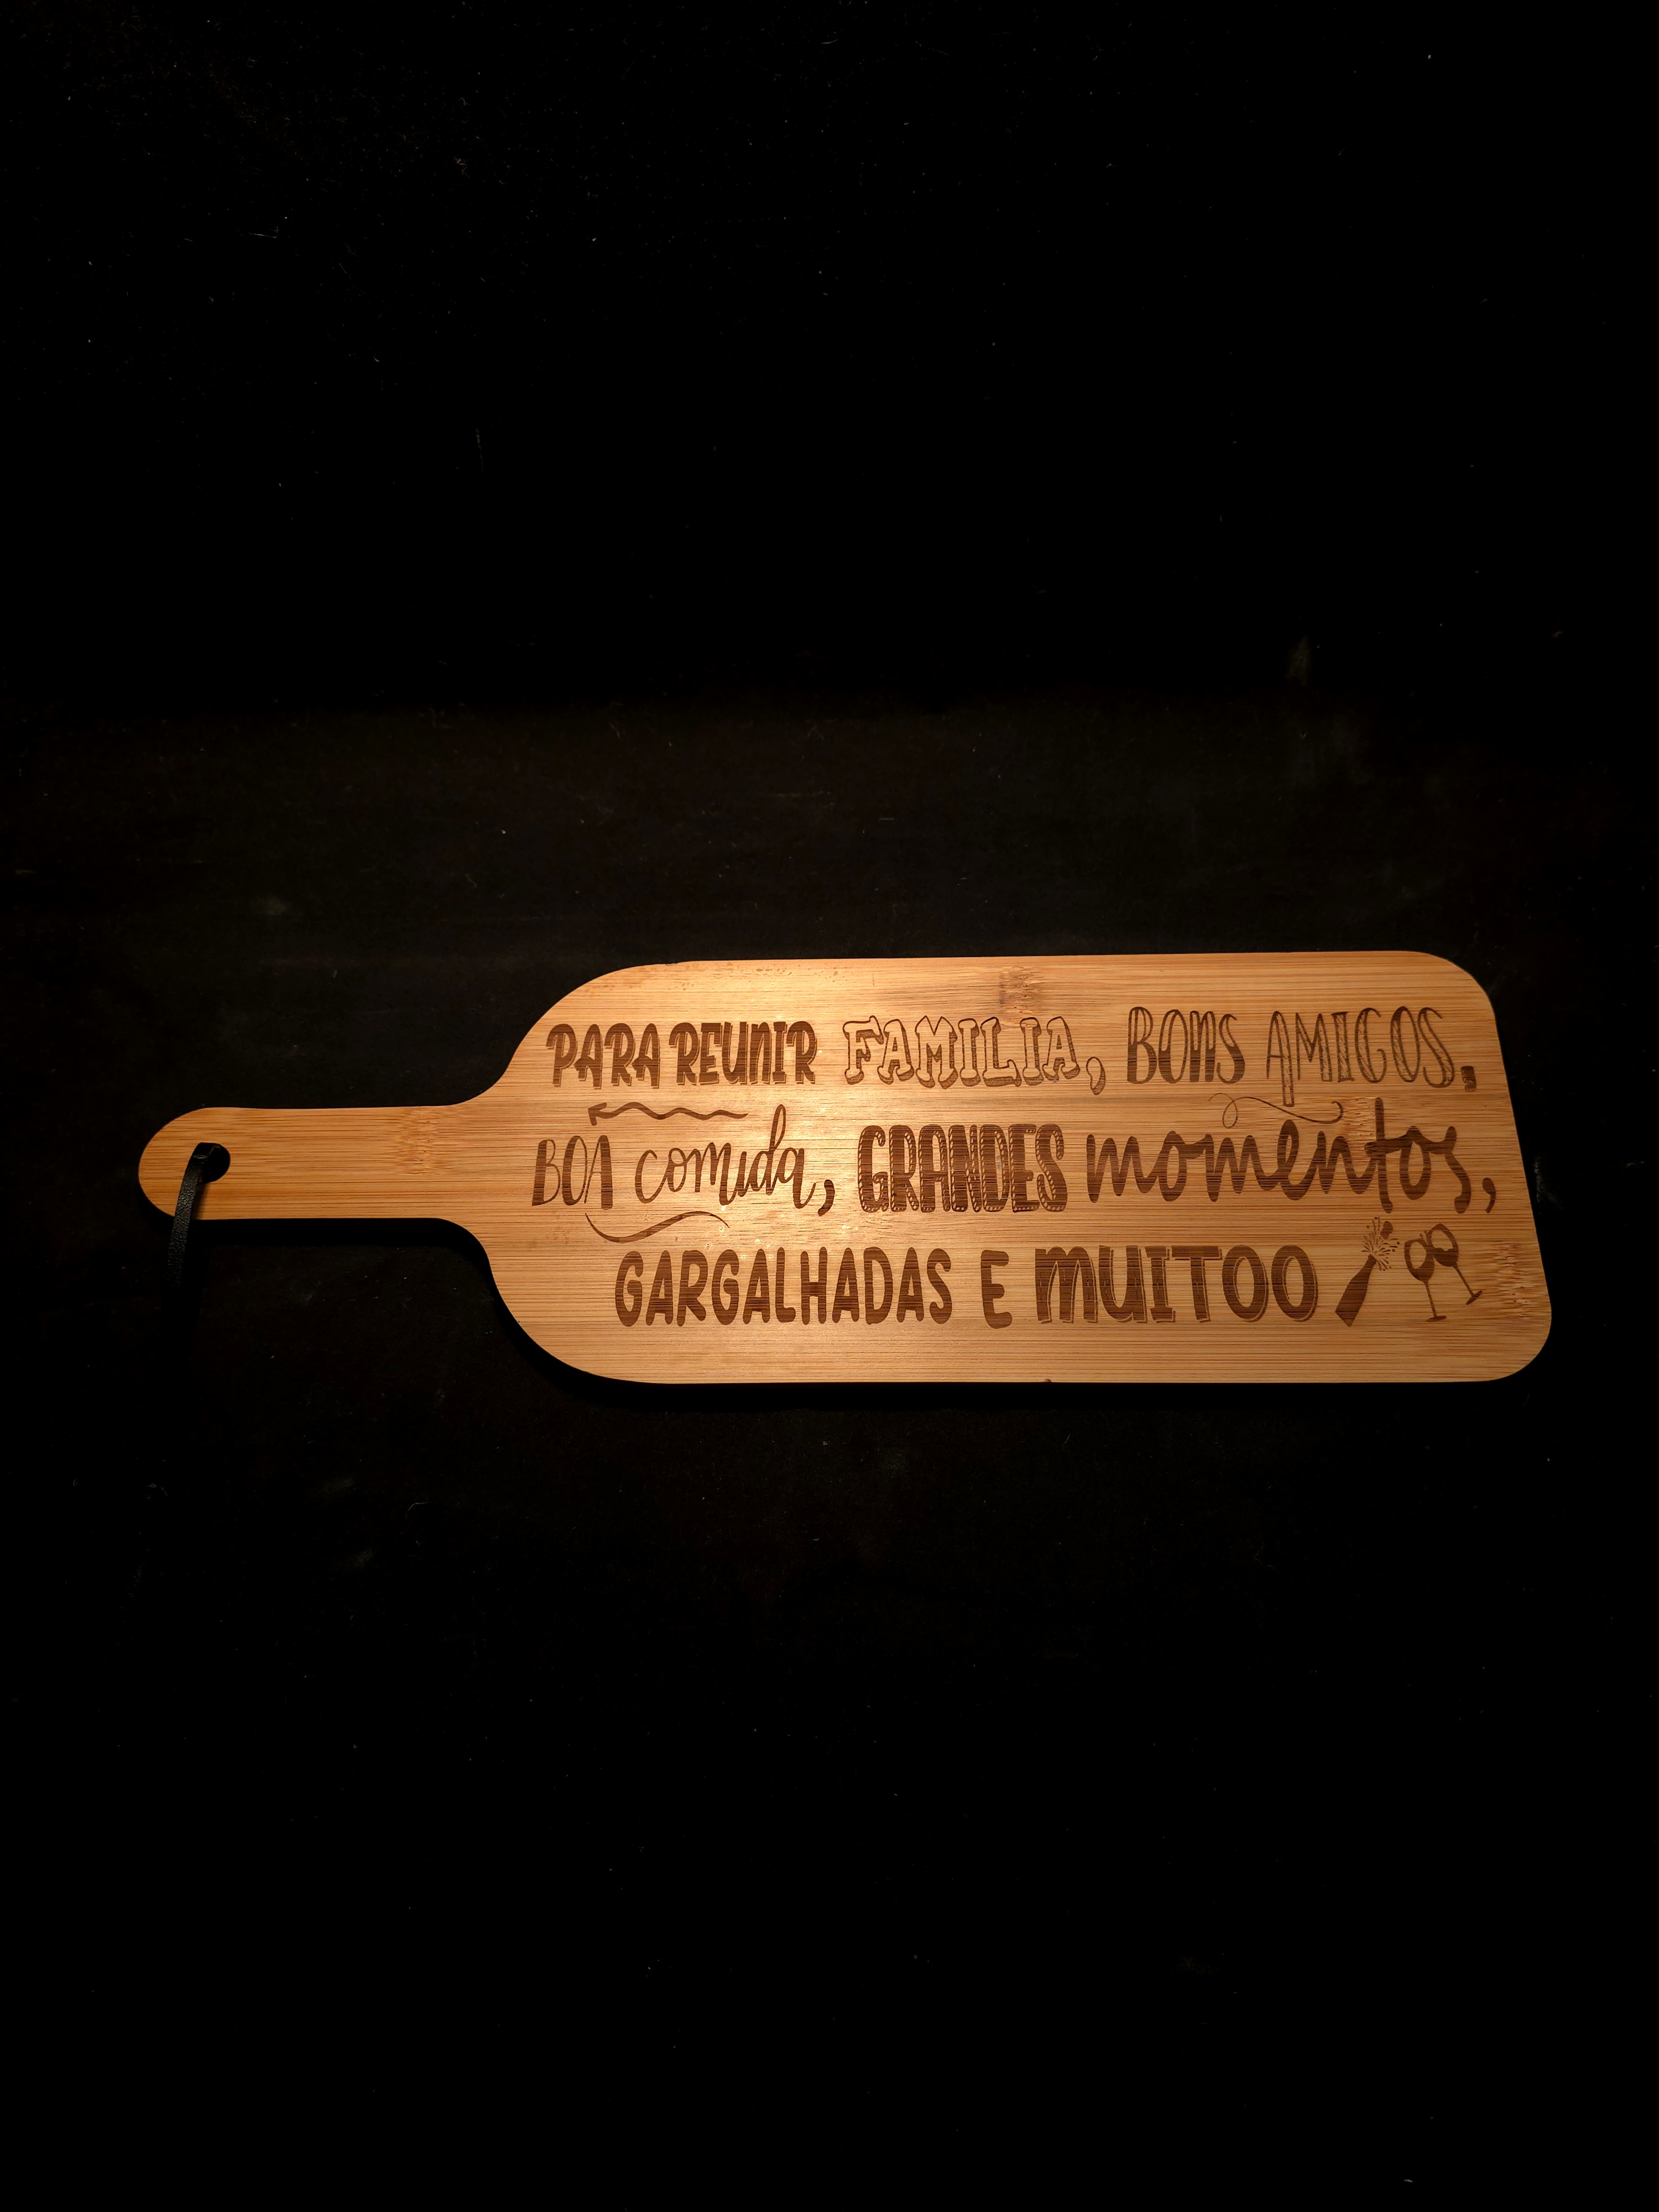 PARA REUNIR FAMILIA, BONS AMIGOS,
BOA comida, GRANDES momentos,
GARGALHADAS E MUITOO